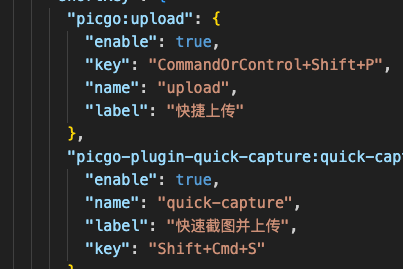 "picgo:upload": {
"enable": true,
"key": "CommandOrControl+Shift+P",
"name": "upload",
"label": "快捷上传"
},
"picgo-plugin-quick-capture:quick-cap
"enable": true,
"name": "quick-capture",
"label": "快速截图并上传",
"key": "Shift+Cmd+S"